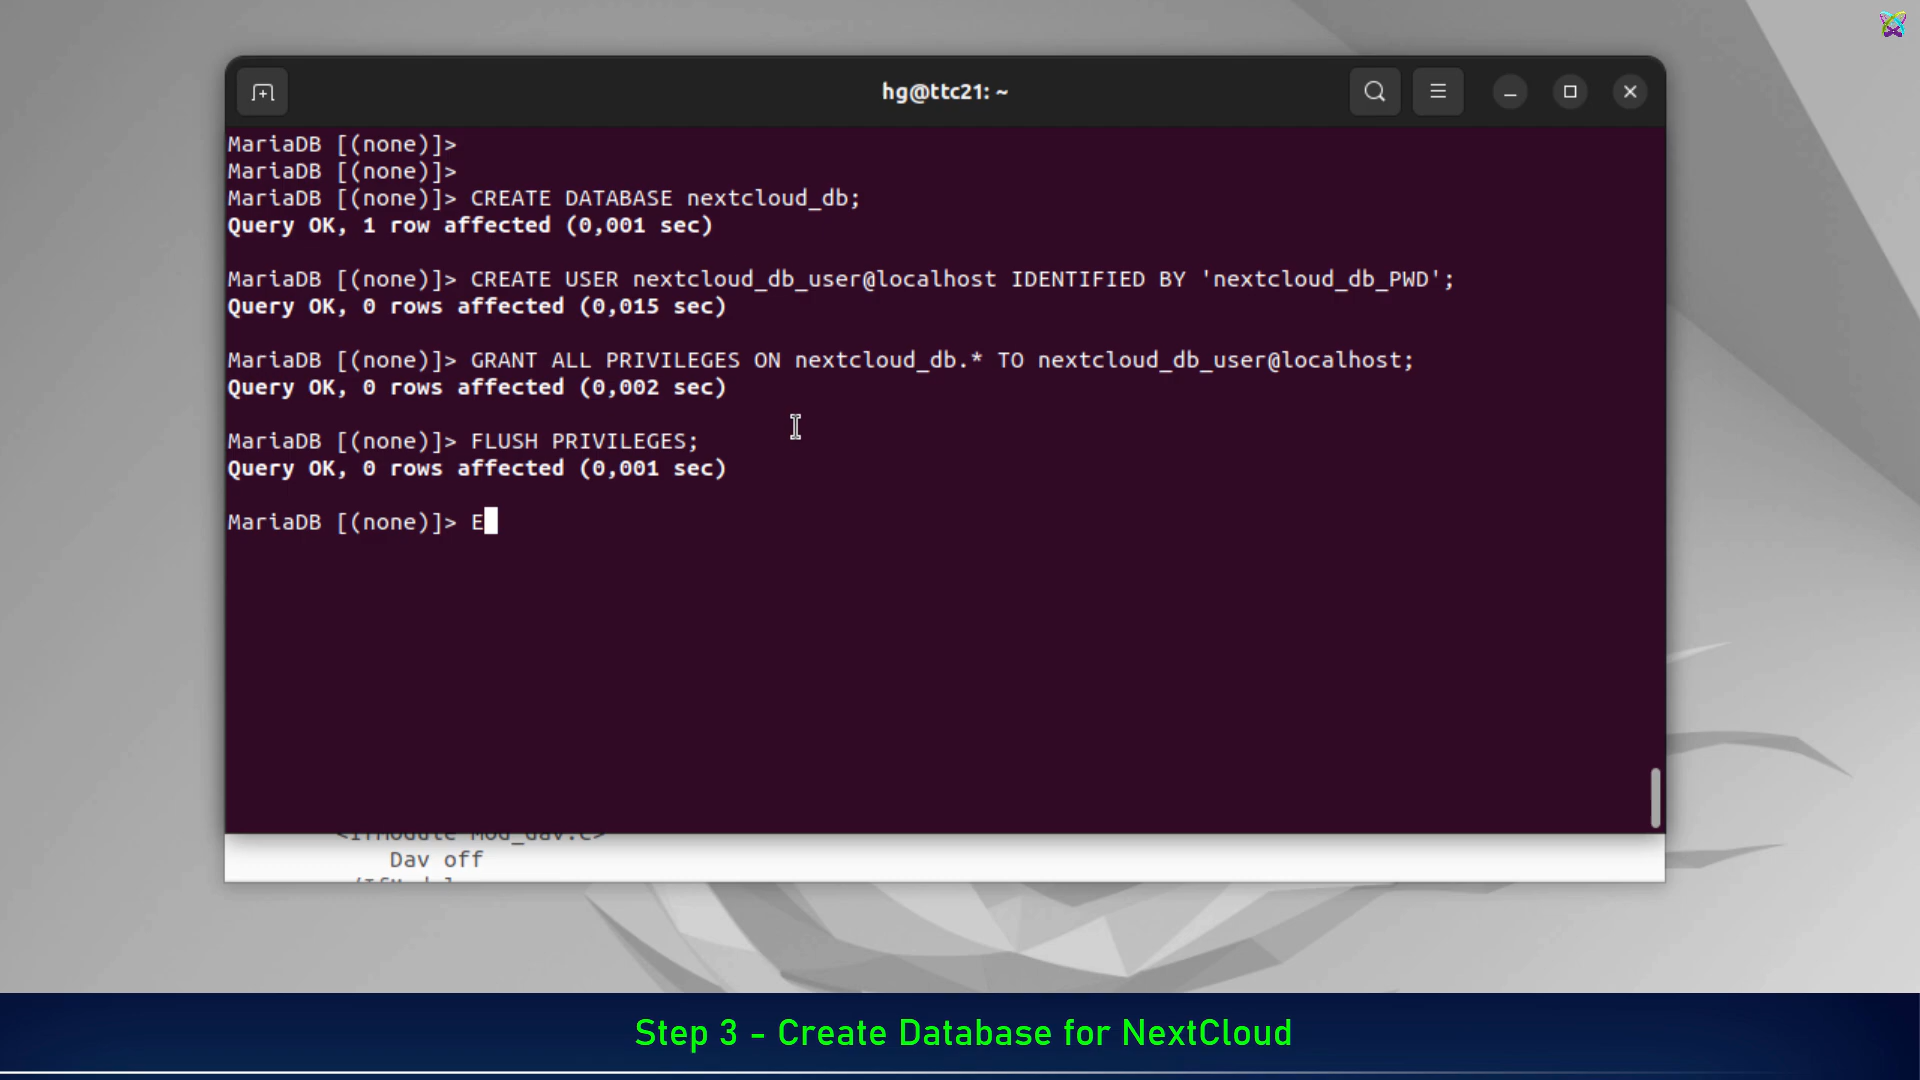 hg@ttc21: ~
MariaDB [(none)]>
MariaDB [(none)]>
MariaDB [(none)]> CREATE DATABASE nextcloud_db;
Query OK, 1 row affected (0,001 sec)
MariaDB [(none)]> CREATE USER nextcloud_db_user@localhost IDENTIFIED BY 'nextcloud_db_PWD';
Query OK, 0 rows affected (0,015 sec)
MariaDB [(none)]> GRANT ALL PRIVILEGES ON nextcloud_db.* TO nextcloud_db_user@localhost;
Query OK, 0 rows affected (0,002 sec)
MariaDB [(none)]> FLUSH PRIVILEGES;
Query OK, 0 rows affected (0,001 sec)
MariaDB [(none)]> E
Dav off
Step 3 - Create Database for NextCloud